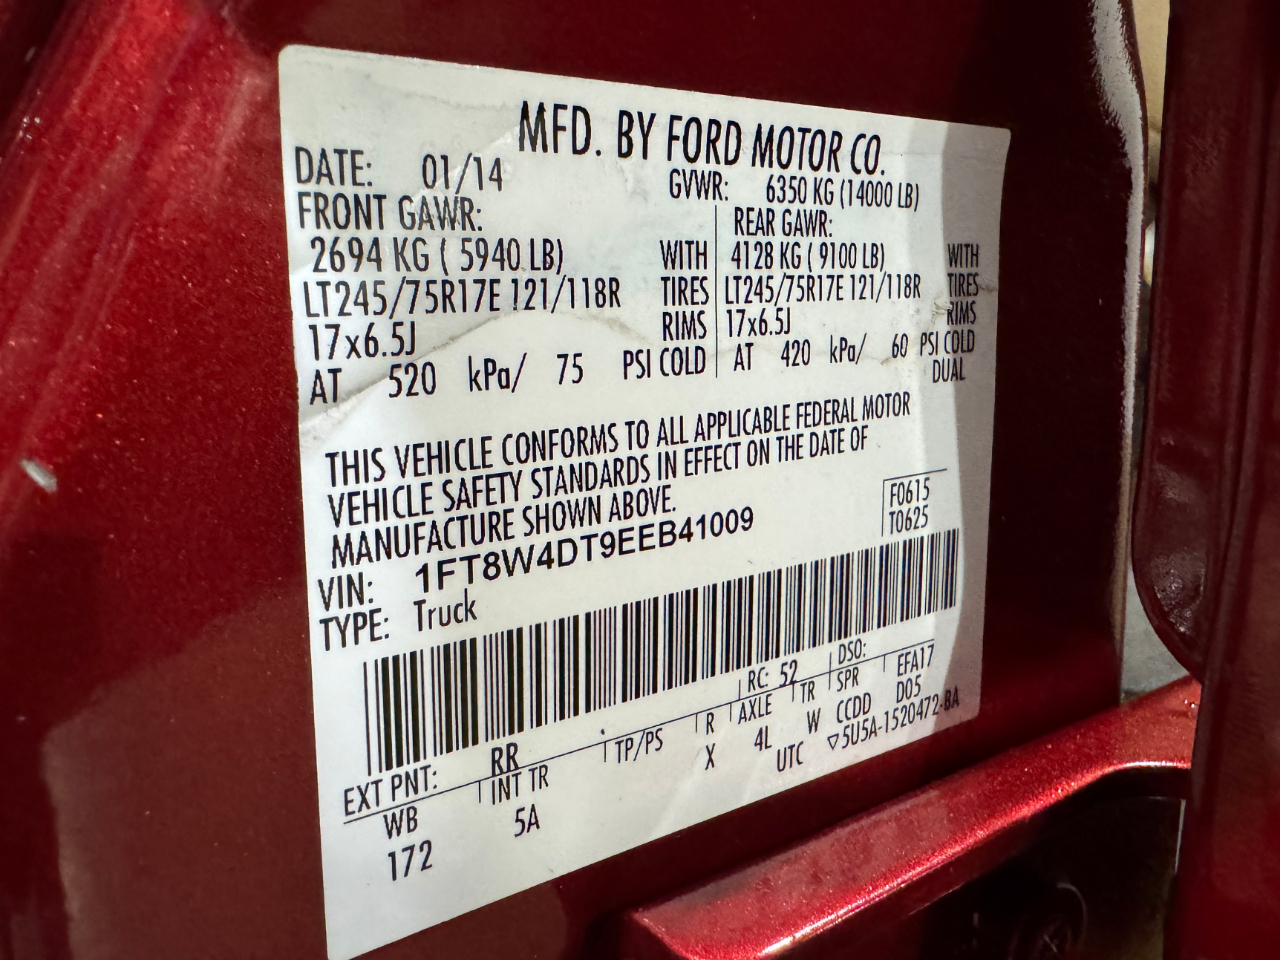 MFD. BY FORD MOTOR CO.
DATE: 01/14 GVWR: 6350 KG (14000 LB)
FRONT GAWR: REAR GAWR:
2694 KG ( 5940 LB) WITH 4128 KG ( 9100 LB) WITH
LT245/75R17E 121/118R TIRES LT245/75R17E 121/118R TIRES
17x6.5J RIMS 17x6.5J RIMS
AT 520 kPa/ 75 PSI COLD AT 420 kPa/ 60 PSI COLD
DUAL
THIS VEHICLE CONFORMS TO ALL APPLICABLE FEDERAL MOTOR
VEHICLE SAFETY STANDARDS IN EFFECT ON THE DATE OF
MANUFACTURE SHOWN ABOVE.
F0615
T0625
VIN: 1FT8W4DT9EEB41009
TYPE: Truck
EXT PNT: RR RC: 52 DSO:
WB INT TR TP/PS R AXLE TR SPR EFA17
172 5A X 4L W CCDD D05
UTC ▽5U5A-1520472-BA